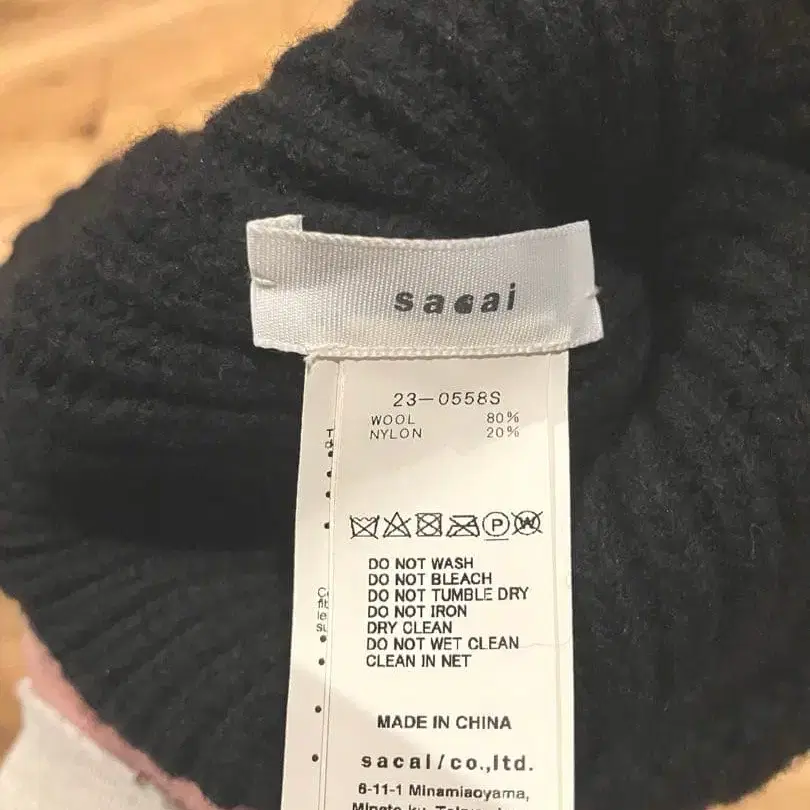 sacai
23-0558S
WOOL 80%
NYLON 20%
DO NOT WASH
DO NOT BLEACH
DO NOT TUMBLE DRY
DO NOT IRON
DRY CLEAN
DO NOT WET CLEAN
CLEAN IN NET
MADE IN CHINA
sacai/co.,ltd.
6-11-1 Minamiaoyama,